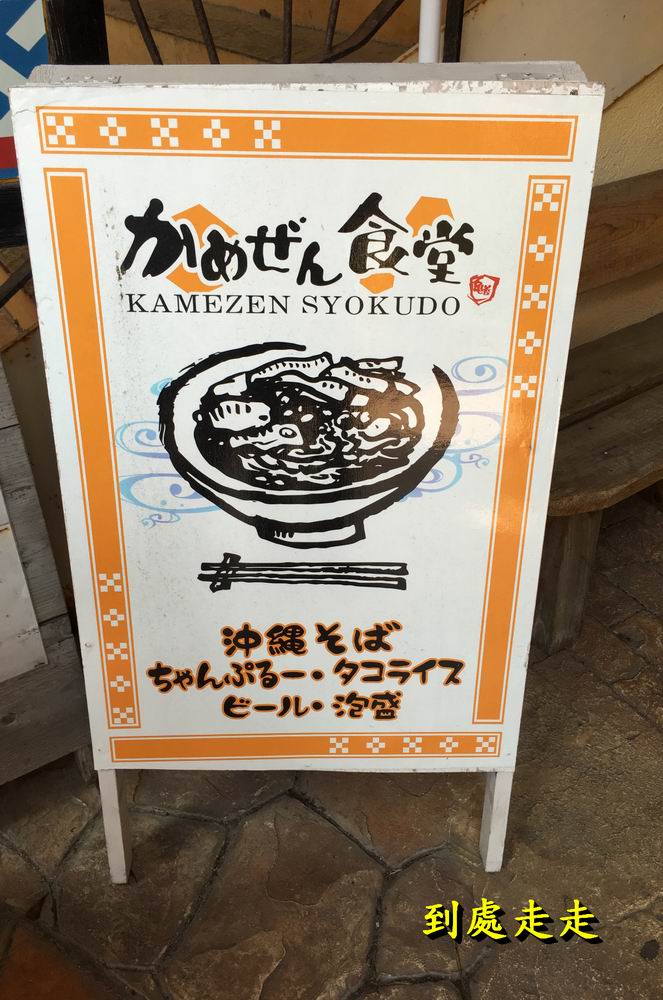 かめぜん食堂
KAMEZEN SYOKUDO
沖縄そば
ちゃんぷるー・タコライス
ビール・泡盛
到處走走